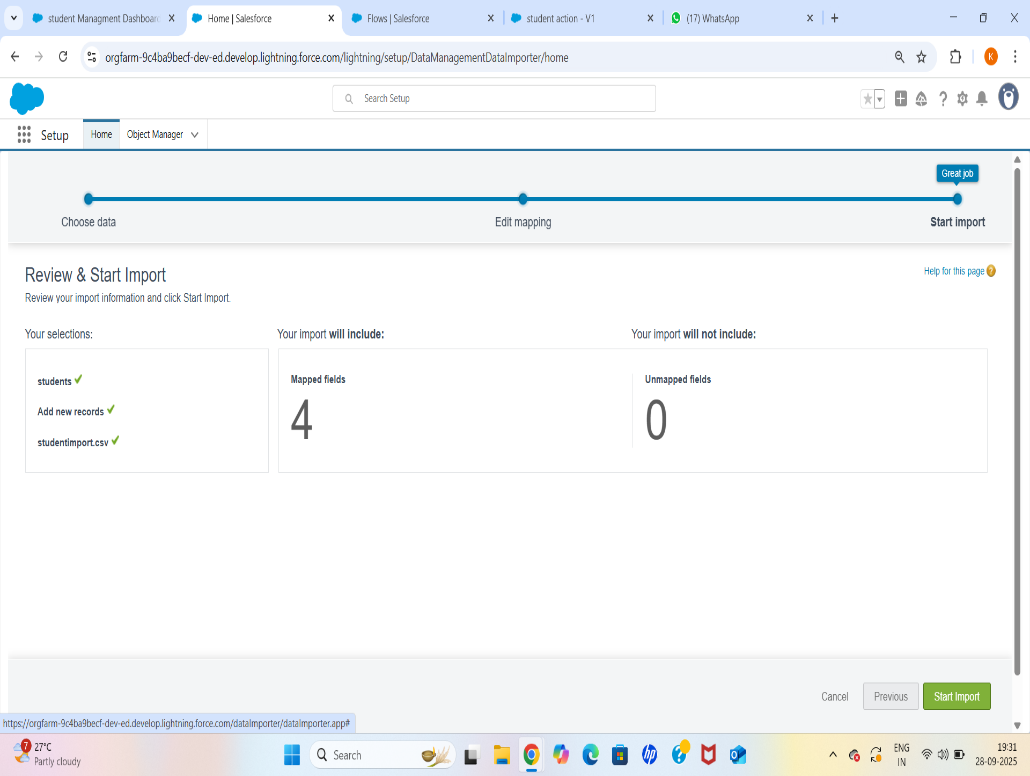 student Managment Dashboard
Home | Salesforce
Flows | Salesforce
student action - V1
(17) WhatsApp
orgfarm-9c4ba9becf-dev-ed.develop.lightning.force.com/lightning/setup/DataManagementDataImporter/home
K
Search Setup
Setup
Home
Object Manager
Great job
Choose data
Edit mapping
Start import
Review & Start Import
Help for this page ?
Review your import information and click Start Import.
Your selections:
Your import will include:
Your import will not include:
students
Add new records
studentimport.csv
Mapped fields
4
Unmapped fields
0
Cancel
Previous
Start Import
https://orgfarm-9c4ba9becf-dev-ed.develop.lightning.force.com/dataImporter/dataImporter.app#
7
27°C
Partly cloudy
Search
ENG
IN
19:31
28-09-2025